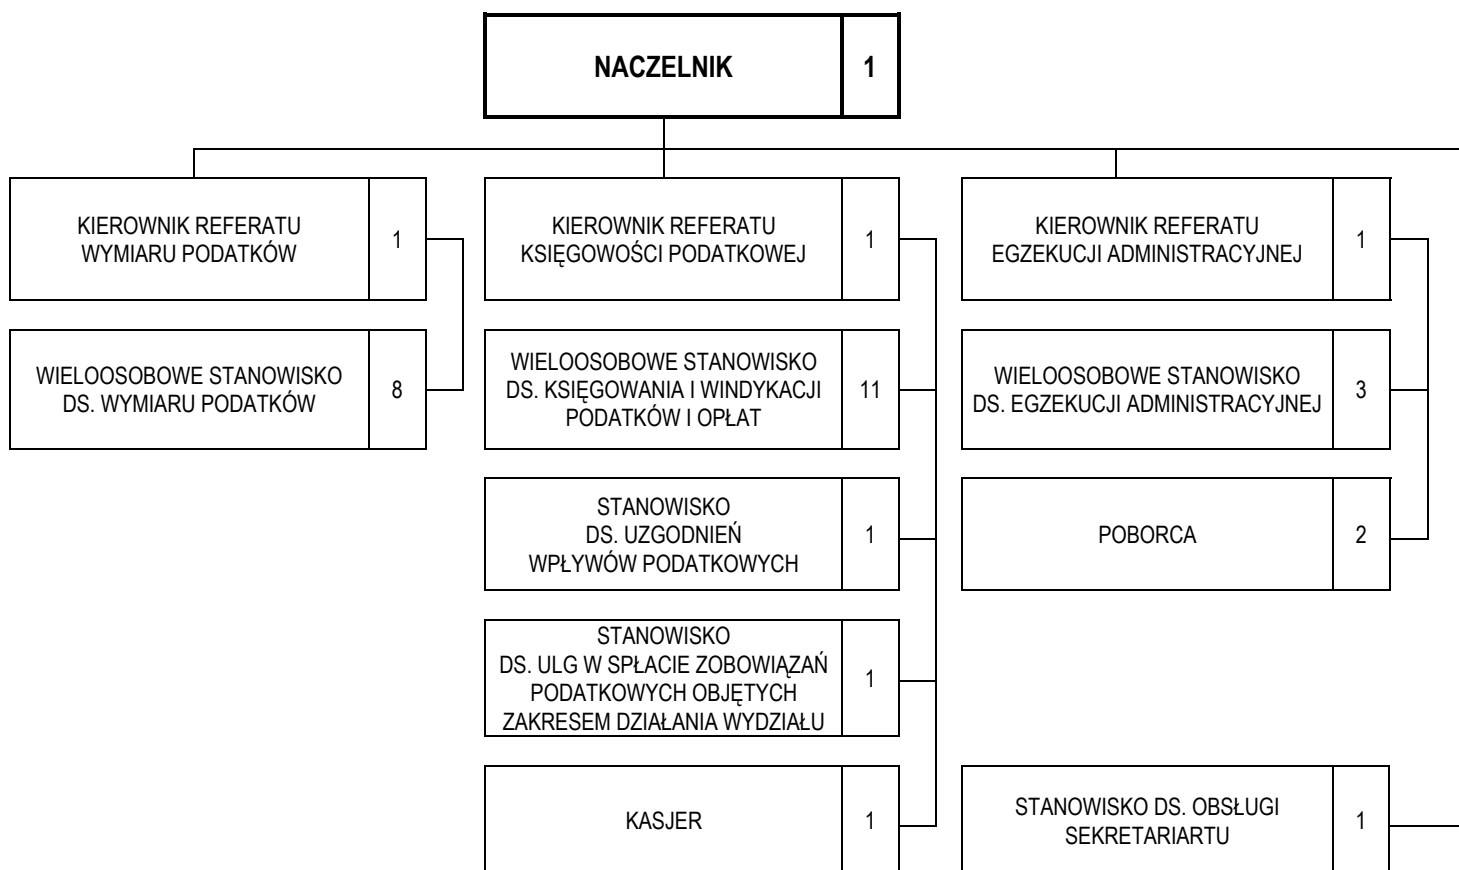 NACZELNIK
1
KIEROWNIK REFERATU
WYMIARU PODATKÓW
1
KIEROWNIK REFERATU
KSIĘGOWOŚCI PODATKOWEJ
1
KIEROWNIK REFERATU
EGZEKUCJI ADMINISTRACYJNEJ
1
WIELOOSOBOWE STANOWISKO
DS. WYMIARU PODATKÓW
8
WIELOOSOBOWE STANOWISKO
DS. KSIĘGOWANIA I WINDYKACJI
PODATKÓW I OPŁAT
11
WIELOOSOBOWE STANOWISKO
DS. EGZEKUCJI ADMINISTRACYJNEJ
3
STANOWISKO
DS. UZGODNIEŃ
WPŁYWÓW PODATKOWYCH
1
POBORCA
2
STANOWISKO
DS. ULG W SPŁACIE ZOBOWIĄZAŃ
PODATKOWYCH OBJĘTYCH
ZAKRESEM DZIAŁANIA WYDZIAŁU
1
KASJER
1
STANOWISKO DS. OBSŁUGI
SEKRETARIARTU
1